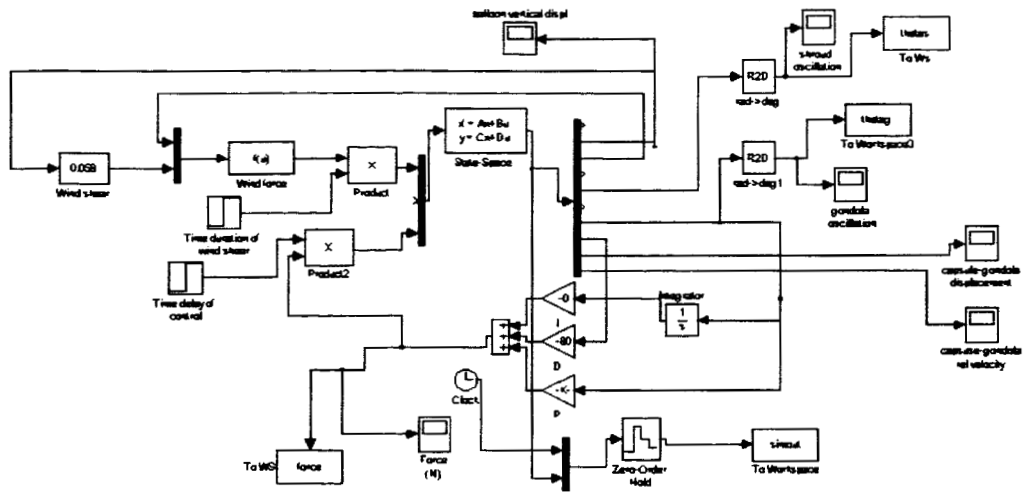 balloon vertical displ
shroud
oscillation
thetas
To Ws
R2D
rad->deg
x' = Ax+Bu
y = Cx+Du
State-Space
thetag
To Workspace3
R2D
rad->deg1
gondola
oscillation
0.058
Wind shear
f(u)
Wind force
X
Product
Time duration of
wind shear
X
Product2
Time delay of
control
capsule-gondola
displacement
Integrator
1
s
-0
I
-80
D
-K-
P
+
+
+
capsule-gondola
rel velocity
Clock
To WS
force
Force
(N)
Zero-Order
Hold
simout
To Workspace